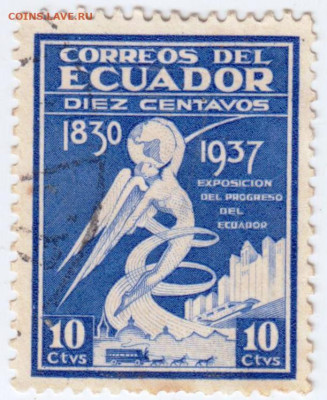 COINS.LAVE.RU
CORREOS DEL
ECUADOR
DIEZ CENTAVOS
1830
1937
EXPOSICION
DEL PROGRESO
DEL
ECUADOR
10
Ctvs
10
Ctvs